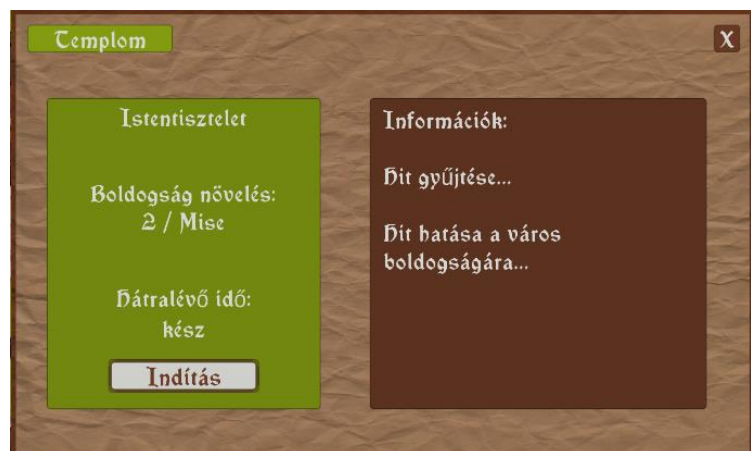 Templom
X
Istentisztelet
Boldogság növelés:
2 / Mise
Hátralévő idő:
kész
Indítás
Információk:
Hit gyűjtése...
Hit hatása a város
boldogságára...